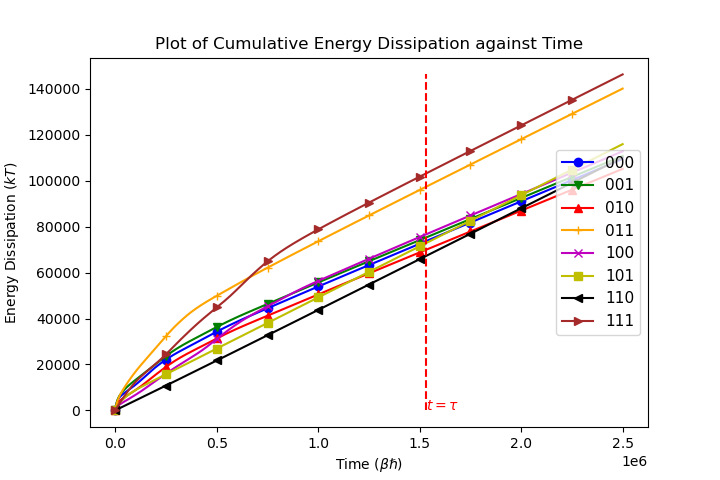 Plot of Cumulative Energy Dissipation against Time
Energy Dissipation (kT)
140000
120000
100000
80000
60000
40000
20000
0
000
001
010
011
100
101
110
111
t = τ
0.0 0.5 1.0 1.5 2.0 2.5
1e6
Time (βℏ)